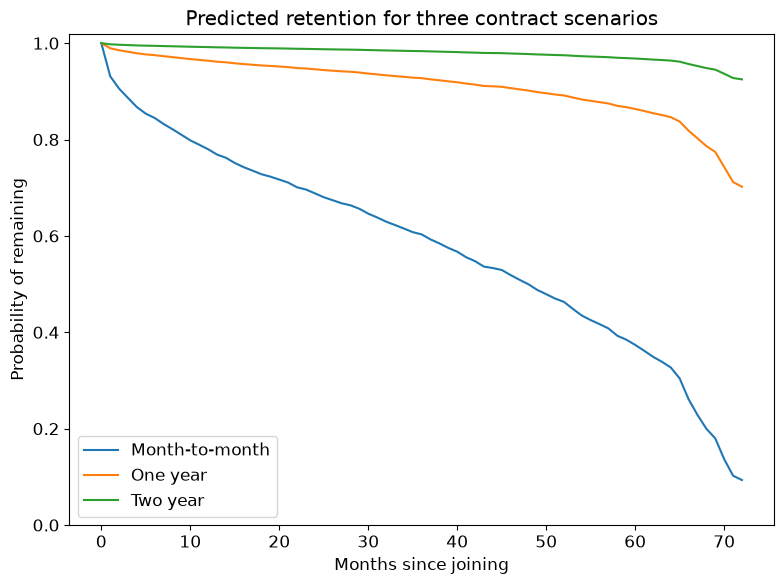 Predicted retention for three contract scenarios
Probability of remaining
1.0
0.8
0.6
0.4
0.2
0.0
Month-to-month
One year
Two year
0 10 20 30 40 50 60 70
Months since joining